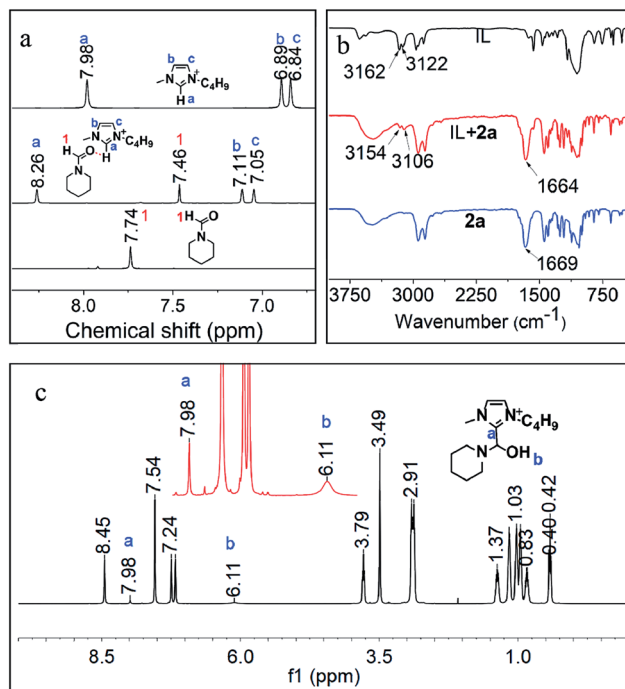 a
a
7.98
b
c
N
N
+
C4H9
H
a
b
6.89
c
6.84
b
c
N
N
+
C4H9
1
H
O
H
a
N
a
8.26
1
7.46
b
7.11
c
7.05
7.74
1
1
H
O
N
8.0
7.5
7.0
Chemical shift (ppm)
b
IL
3162
3122
IL+2a
3154
3106
1664
2a
1669
3750
3000
2250
1500
750
Wavenumber (cm-1)
c
a
7.98
b
6.11
N
N
+
C4H9
a
N
OH
b
8.45
a
7.98
7.54
7.24
b
6.11
3.79
3.49
2.91
1.37
1.03
0.83
0.40
0.42
8.5
6.0
3.5
1.0
f1 (ppm)